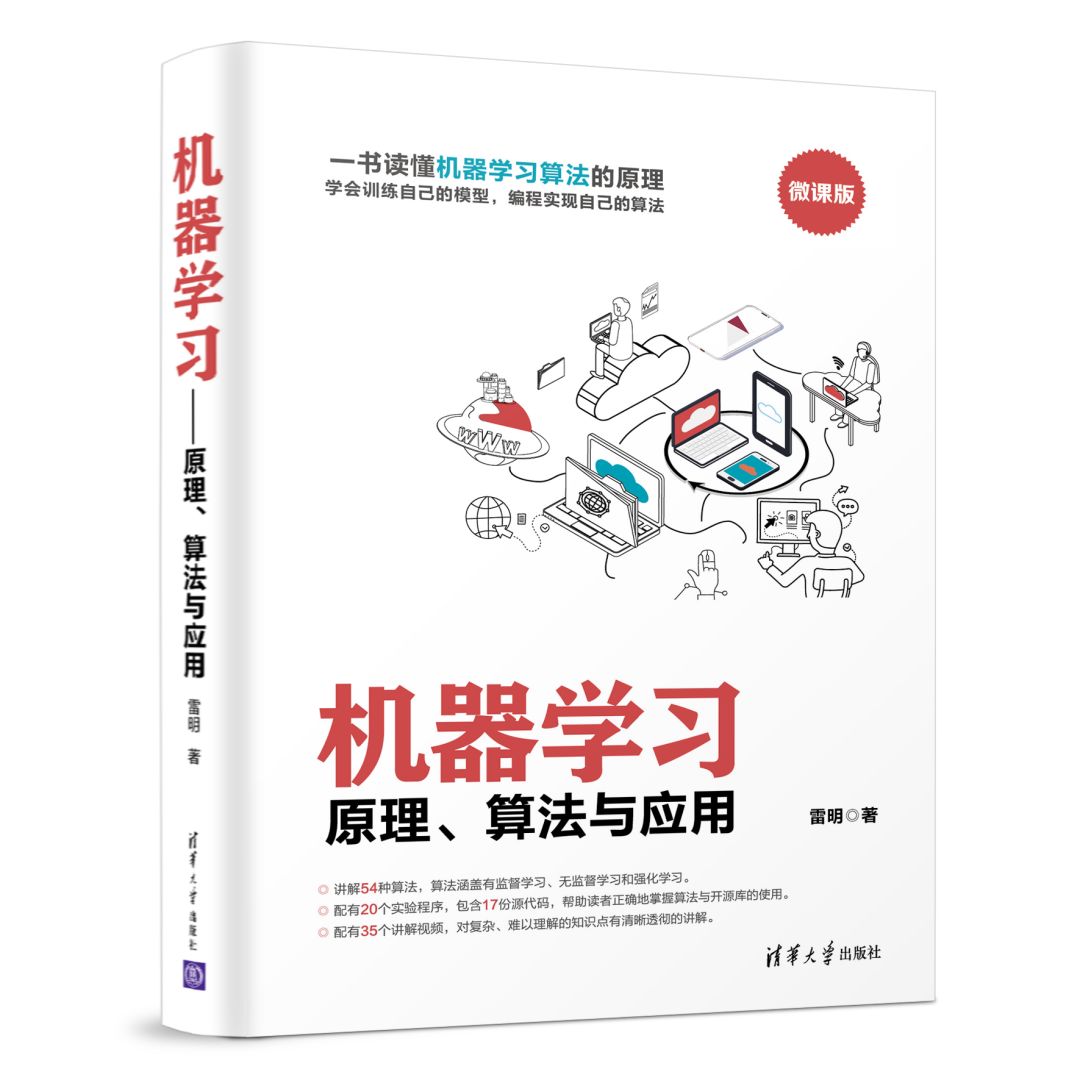 机器学习——原理、算法与应用
雷明 著
清华大学出版社
一书读懂机器学习算法的原理
学会训练自己的模型，编程实现自己的算法
微课版
WWW
机器学习
原理、算法与应用
雷明◎著
◎ 讲解54种算法，算法涵盖有监督学习、无监督学习和强化学习。
◎ 配有20个实验程序，包含17份源代码，帮助读者正确地掌握算法与开源库的使用。
◎ 配有35个讲解视频，对复杂、难以理解的知识点有清晰透彻的讲解。
清华大学出版社